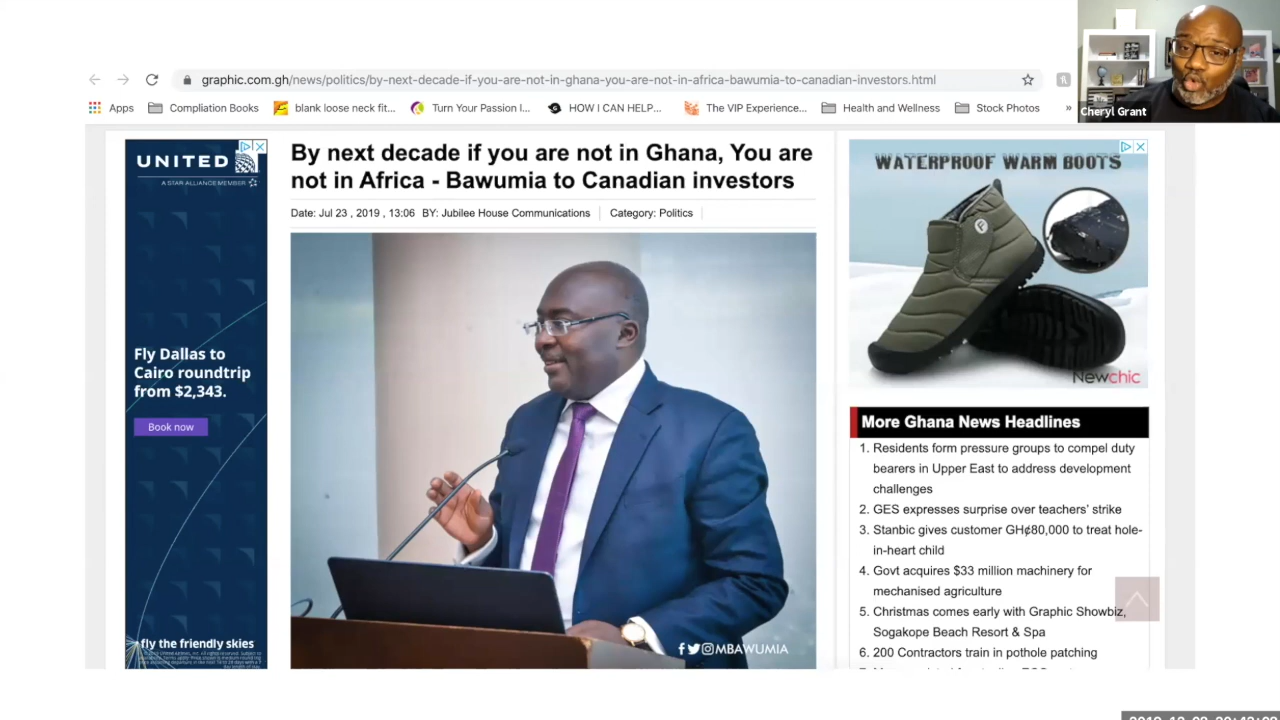 Cheryl Grant
graphic.com.gh/news/politics/by-next-decade-if-you-are-not-in-ghana-you-are-not-in-africa-bawumia-to-canadian-investors.html
Apps
Compliation Books
blank loose neck fit...
Turn Your Passion I...
HOW I CAN HELP...
The VIP Experience...
Health and Wellness
Stock Photos
»
UNITED
A STAR ALLIANCE MEMBER
Fly Dallas to
Cairo roundtrip
from $2,343.
Book now
fly the friendly skies
By next decade if you are not in Ghana, You are
not in Africa - Bawumia to Canadian investors
Date: Jul 23 , 2019 , 13:06 BY: Jubilee House Communications Category: Politics
MBAWUMIA
WATERPROOF WARM BOOTS
Newchic
More Ghana News Headlines
1. Residents form pressure groups to compel duty
bearers in Upper East to address development
challenges
2. GES expresses surprise over teachers' strike
3. Stanbic gives customer GH¢80,000 to treat hole-
in-heart child
4. Govt acquires $33 million machinery for
mechanised agriculture
5. Christmas comes early with Graphic Showbiz,
Sogakope Beach Resort & Spa
6. 200 Contractors train in pothole patching